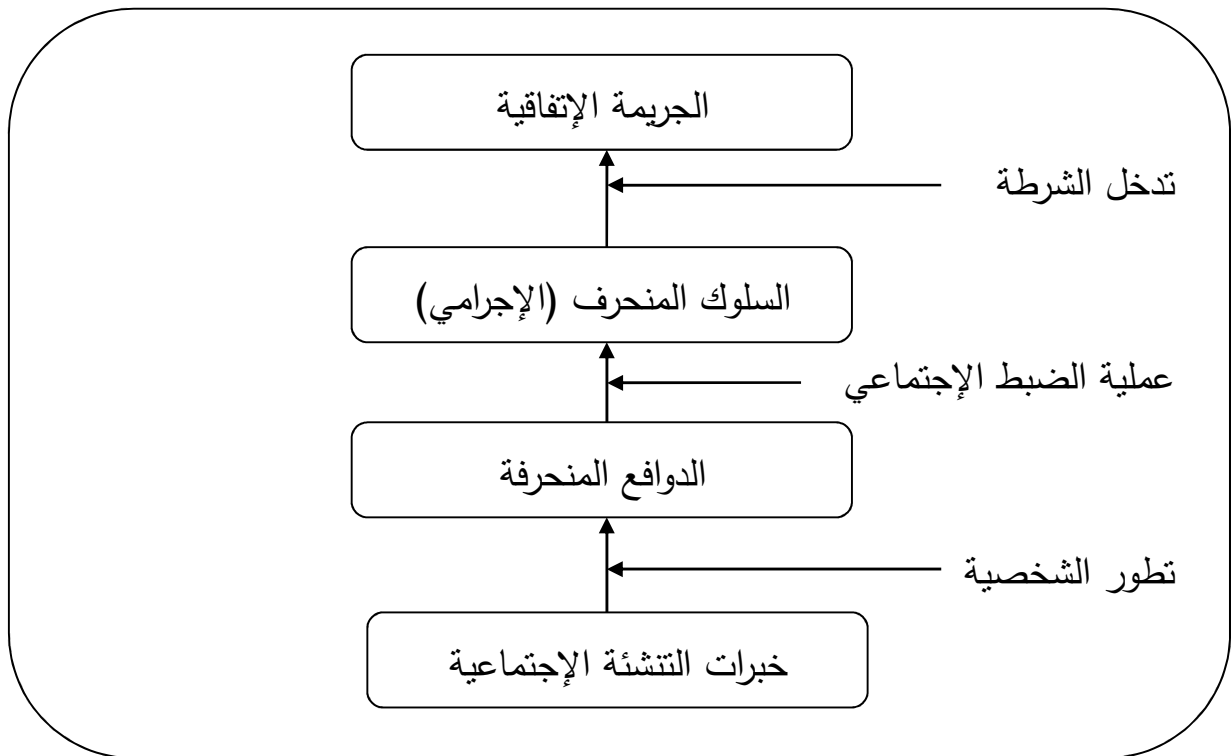 الجريمة الإتفاقية
تدخل الشرطة
السلوك المنحرف (الإجرامي)
عملية الضبط الإجتماعي
الدوافع المنحرفة
تطور الشخصية
خبرات التنشئة الإجتماعية